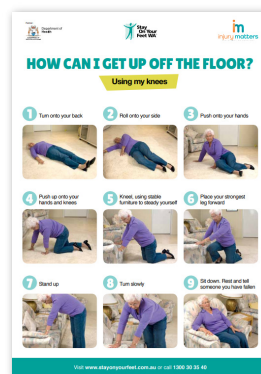 Department of
Health
Stay
On Your
Feet WA
injury matters
HOW CAN I GET UP OFF THE FLOOR?
Using my knees
1 Turn onto your back
2 Roll onto your side
3 Push onto your hands
4 Push up onto your
hands and knees
5 Kneel, using stable
furniture to steady yourself
6 Place your strongest
leg forward
7 Stand up
8 Turn slowly
9 Sit down. Rest and tell
someone you have fallen
Visit www.stayonyourfeet.com.au or call 1300 30 35 40